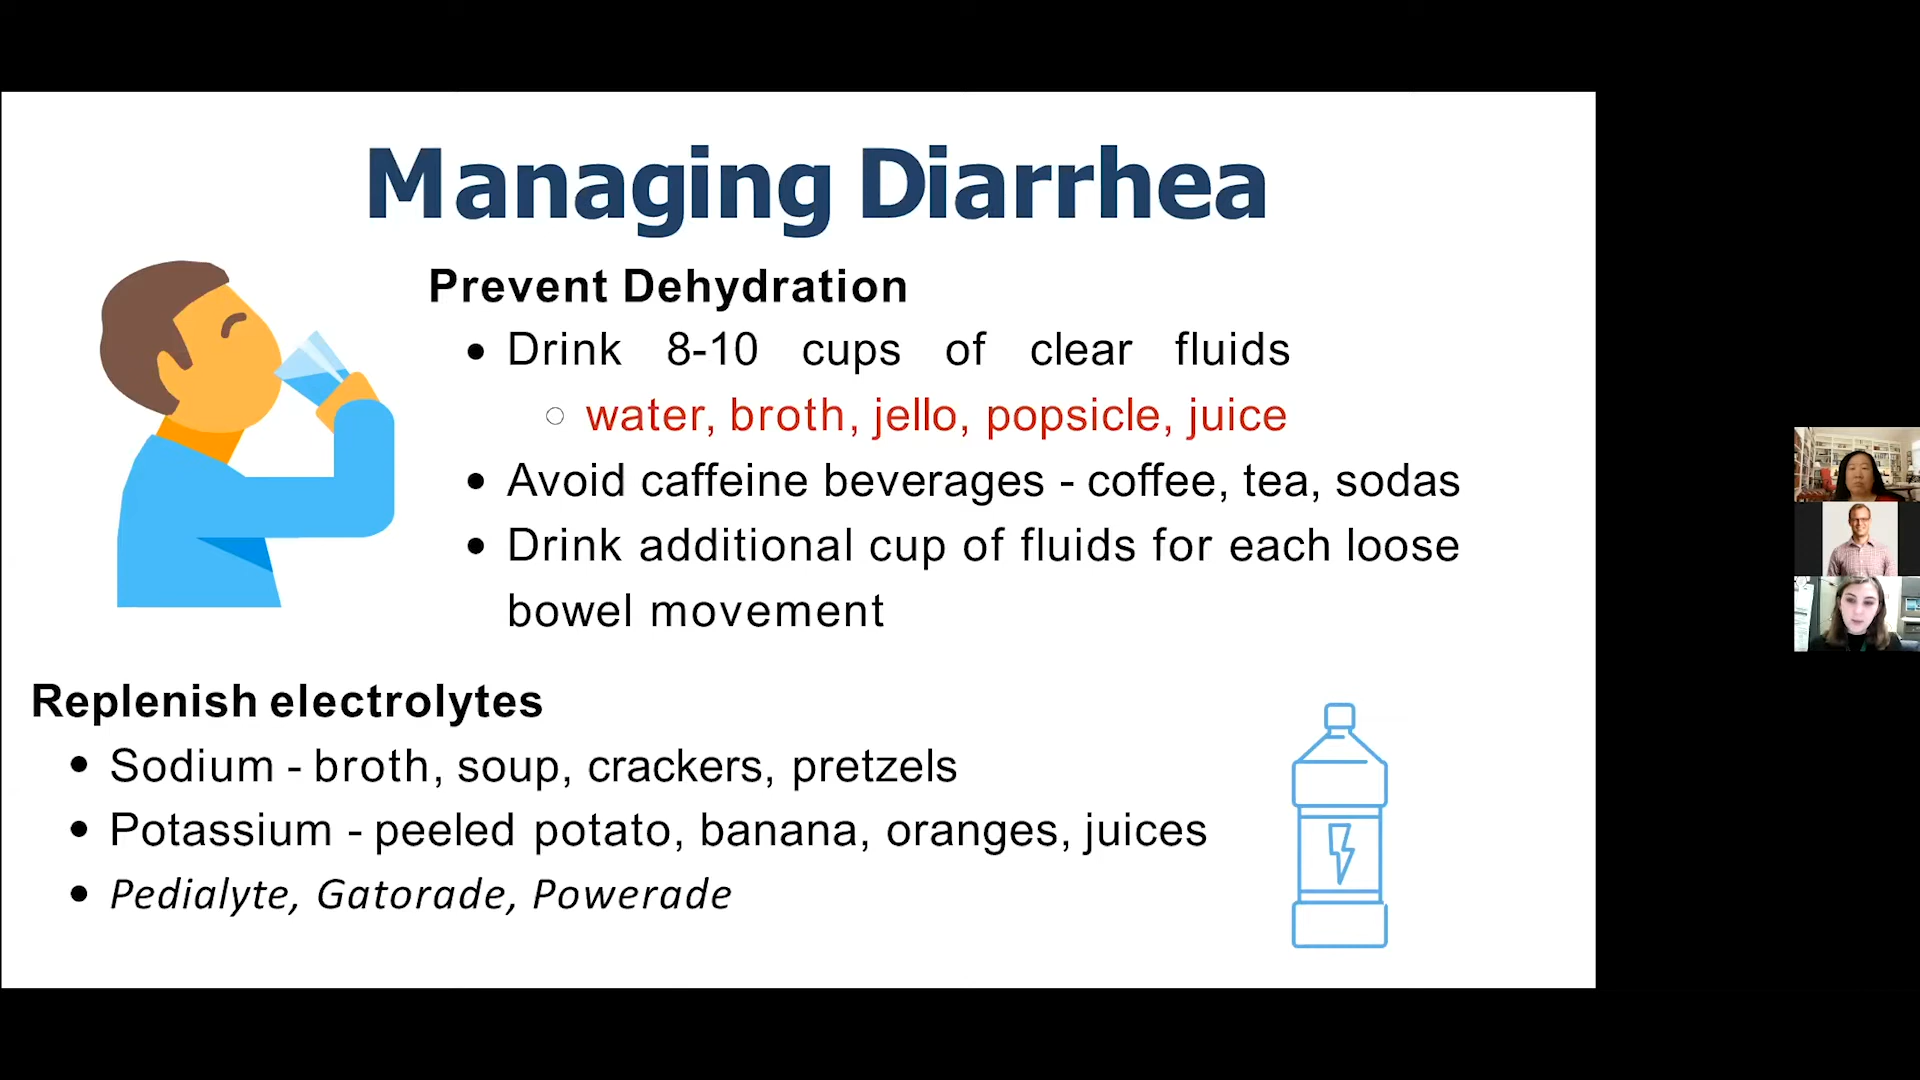 Managing Diarrhea
Prevent Dehydration
• Drink 8-10 cups of clear fluids
○ water, broth, jello, popsicle, juice
• Avoid caffeine beverages - coffee, tea, sodas
• Drink additional cup of fluids for each loose
bowel movement
Replenish electrolytes
• Sodium - broth, soup, crackers, pretzels
• Potassium - peeled potato, banana, oranges, juices
• Pedialyte, Gatorade, Powerade